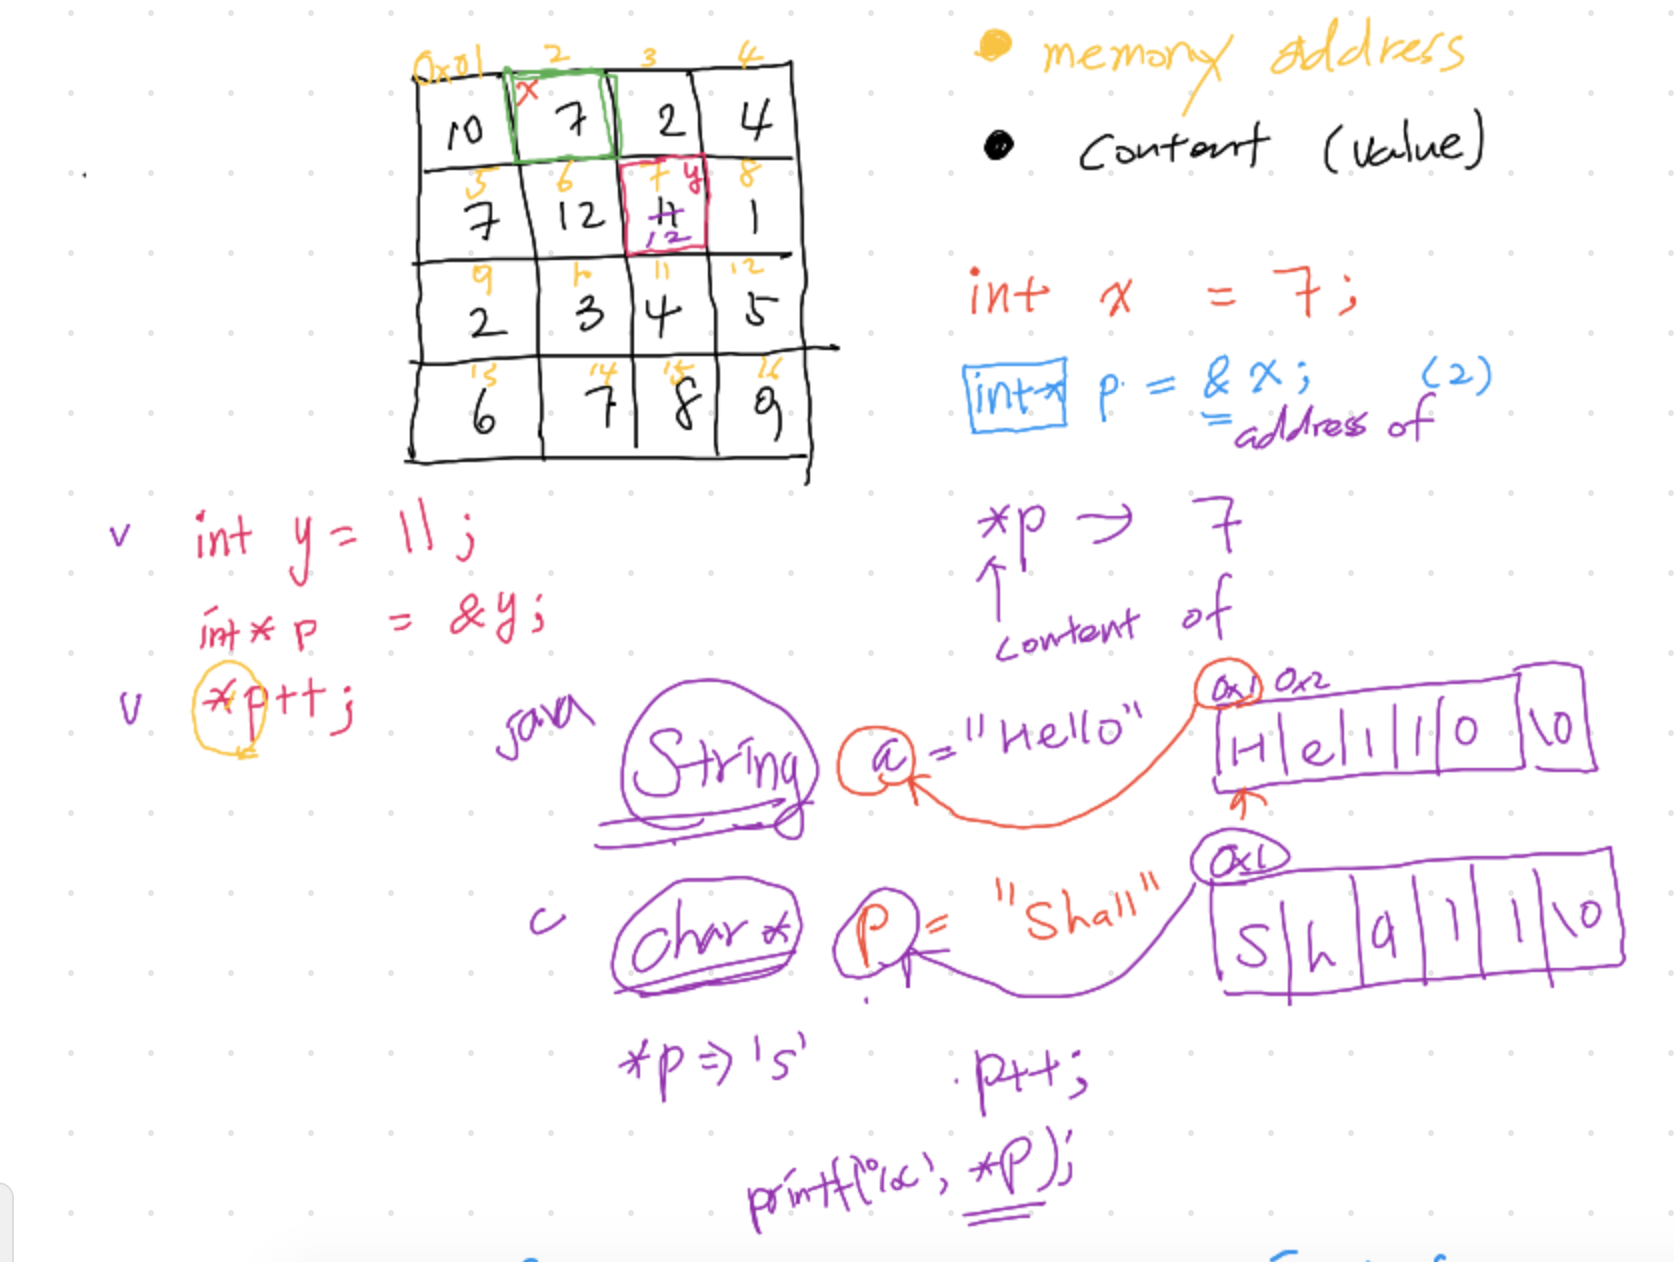 memory address
content (value)
0x01 2 3 4
x
10 7 2 4
5 6 7 y 8
7 12 11 1
12
9 10 11 12
2 3 4 5
13 14 15 16
6 7 8 9
int x = 7;
int* p = &x; (2)
address of
*p → 7
content of
v int y = 11;
int* p = &y;
v *p++;
java String a = "Hello"
0x1 0x2
H e l l o \0
c char* p = "Shall"
0x1
S h a l l \0
*p => 's'
p++;
printf('%c', *p);